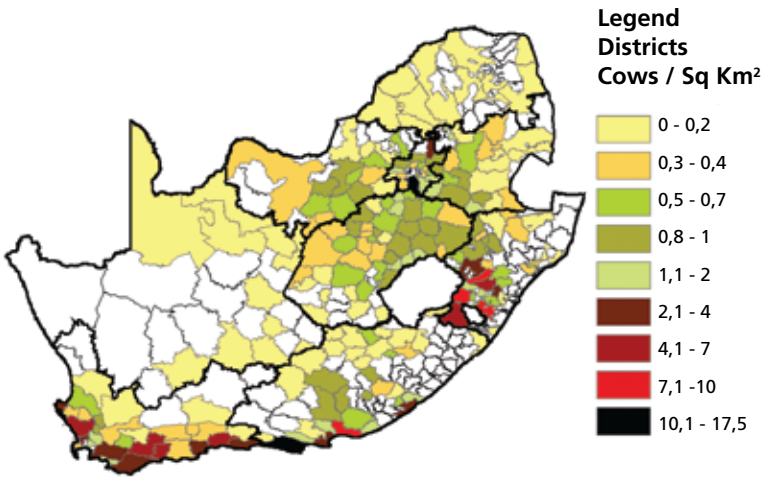 Legend
Districts
Cows / Sq Km²
0 - 0,2
0,3 - 0,4
0,5 - 0,7
0,8 - 1
1,1 - 2
2,1 - 4
4,1 - 7
7,1 -10
10,1 - 17,5